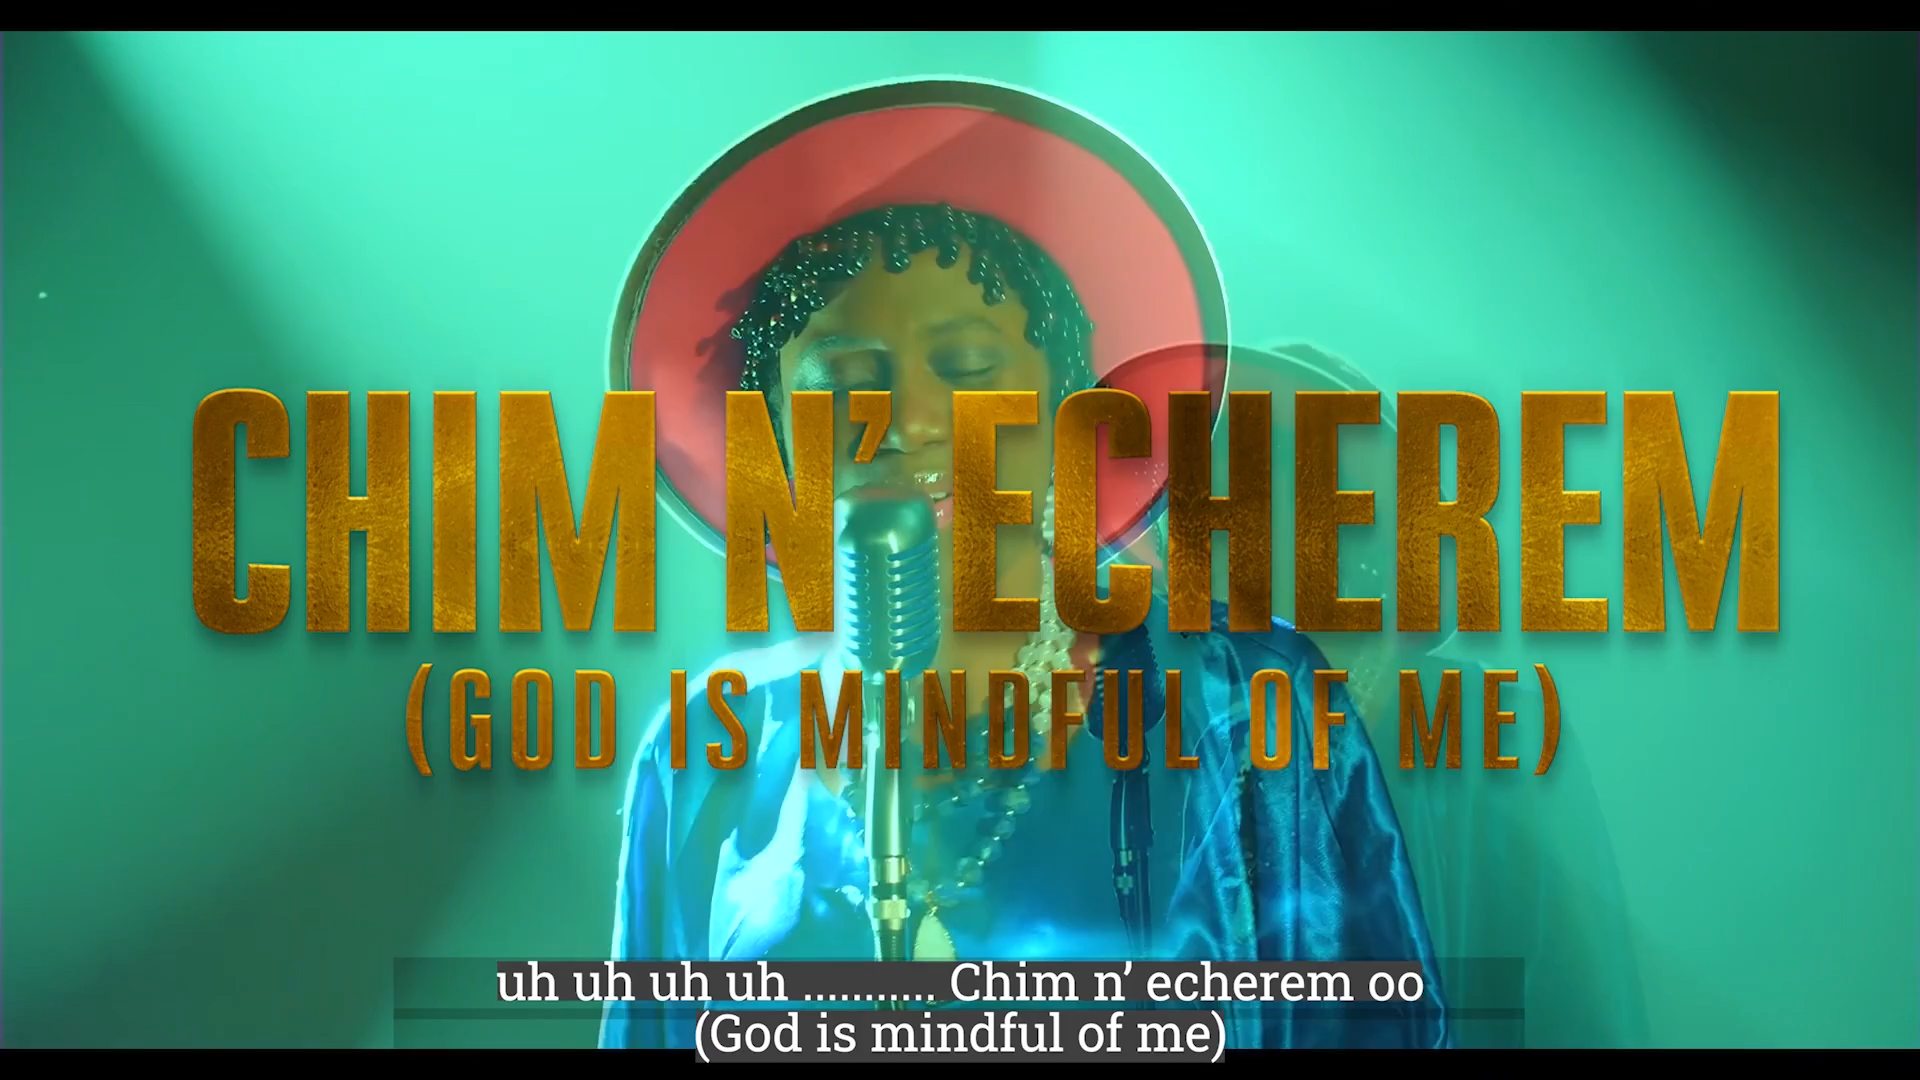 CHIM N’ ECHEREM
(GOD IS MINDFUL OF ME)
uh uh uh uh ........... Chim n’ echerem oo
(God is mindful of me)